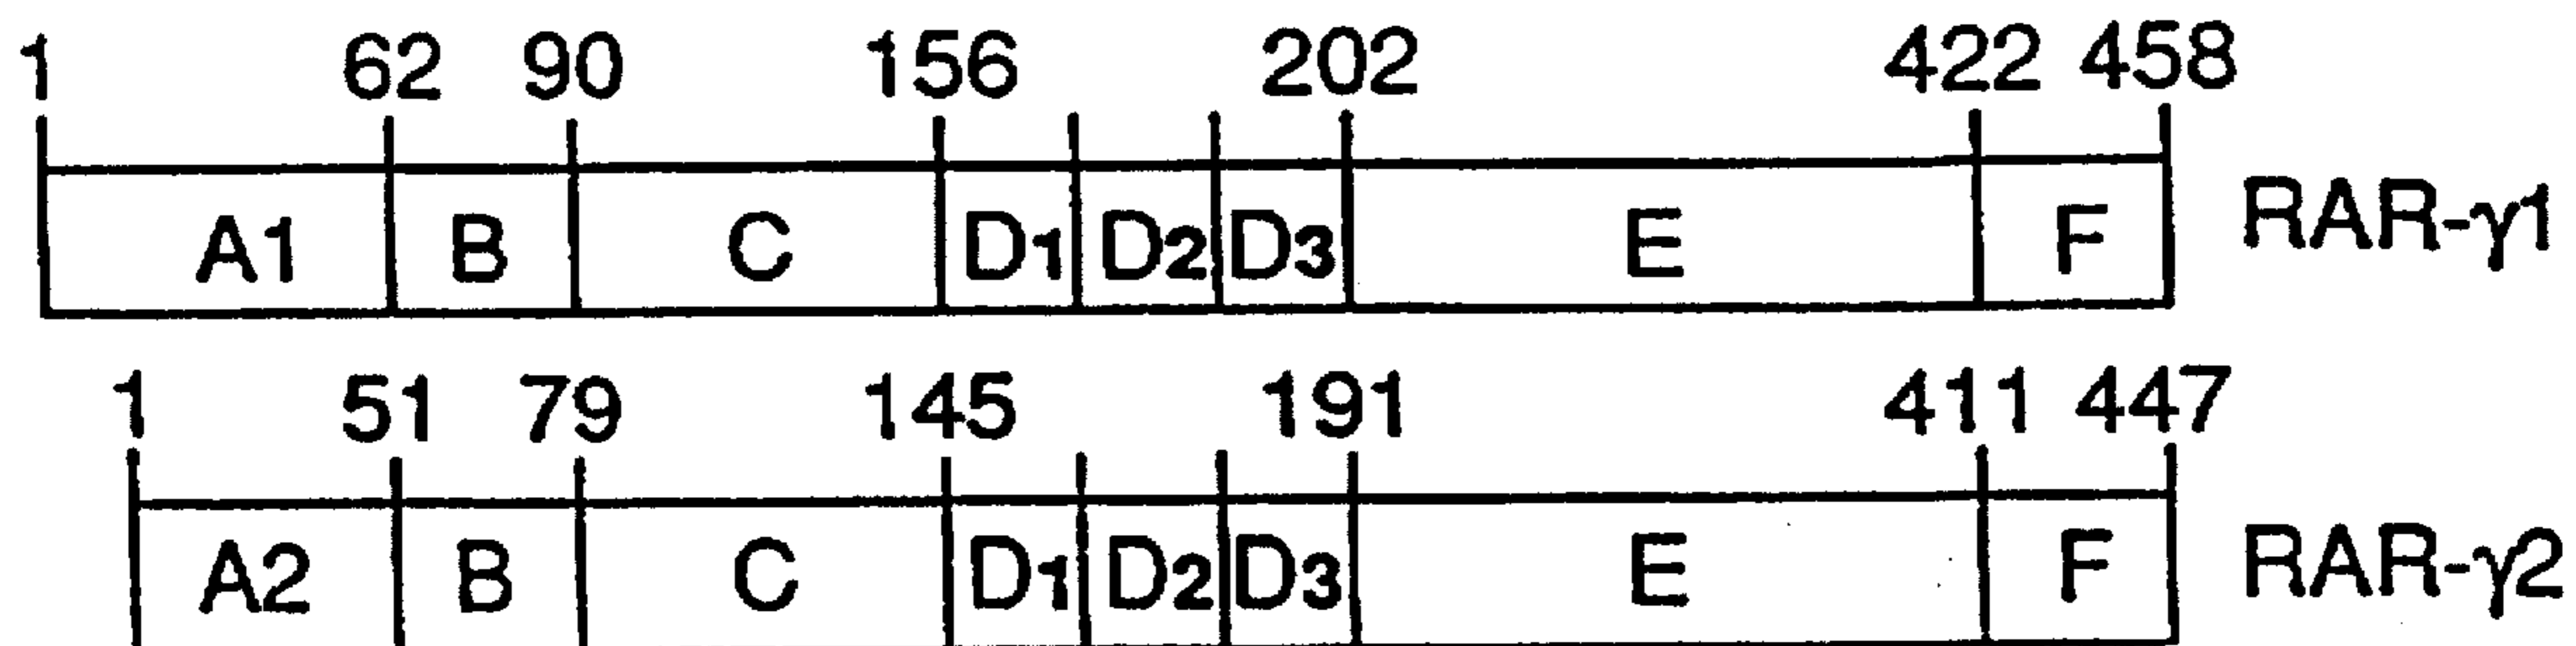 1 62 90 156 202 422 458
A1 B C D1 D2 D3 E F RAR-γ1
1 51 79 145 191 411 447
A2 B C D1 D2 D3 E F RAR-γ2